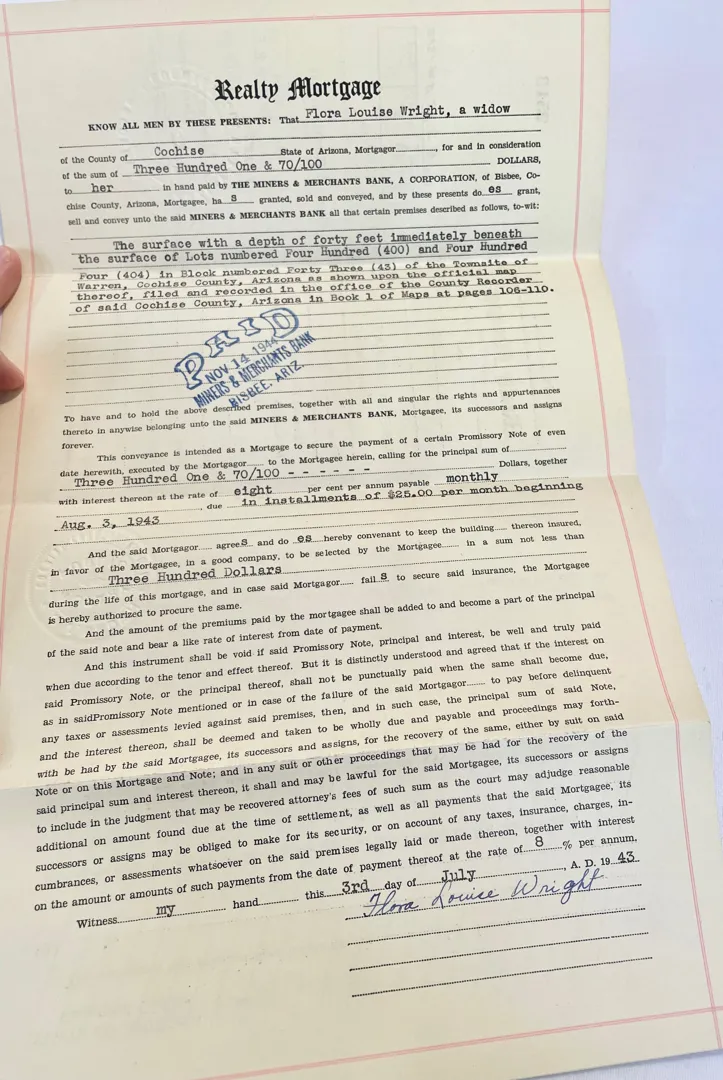 Realty Mortgage
KNOW ALL MEN BY THESE PRESENTS: That Flora Louise Wright, a widow
of the County of Cochise State of Arizona, Mortgagor , for and in consideration
of the sum of Three Hundred One & 70/100 DOLLARS,
to her in hand paid by THE MINERS & MERCHANTS BANK, A CORPORATION, of Bisbee, Co-
chise County, Arizona, Mortgagee, ha s granted, sold and conveyed, and by these presents do es grant,
sell and convey unto the said MINERS & MERCHANTS BANK all that certain premises described as follows, to-wit:
The surface with a depth of forty feet immediately beneath
the surface of Lots numbered Four Hundred (400) and Four Hundred
Four (404) in Block numbered Forty Three (43) of the Townsite of
Warren, Cochise County, Arizona as shown upon the official map
thereof, filed and recorded in the office of the County Recorder
of said Cochise County, Arizona in Book 1 of Maps at pages 106-110.
PAID
NOV 14 1944
MINERS & MERCHANTS BANK
BISBEE, ARIZ.
To have and to hold the above described premises, together with all and singular the rights and appurtenances
thereto in anywise belonging unto the said MINERS & MERCHANTS BANK, Mortgagee, its successors and assigns
forever.
This conveyance is intended as a Mortgage to secure the payment of a certain Promissory Note of even
date herewith, executed by the Mortgagor to the Mortgagee herein, calling for the principal sum of
Three Hundred One & 70/100 - - - - - - Dollars, together
with interest thereon at the rate of eight per cent per annum payable monthly
, due in installments of $25.00 per month beginning
Aug. 3, 1943
And the said Mortgagor agree s and do es hereby convenant to keep the building thereon insured,
in favor of the Mortgagee, in a good company, to be selected by the Mortgagee in a sum not less than
Three Hundred Dollars
during the life of this mortgage, and in case said Mortgagor fail s to secure said insurance, the Mortgagee
is hereby authorized to procure the same.
And the amount of the premiums paid by the mortgagee shall be added to and become a part of the principal
of the said note and bear a like rate of interest from date of payment.
And this instrument shall be void if said Promissory Note, principal and interest, be well and truly paid
when due according to the tenor and effect thereof. But it is distinctly understood and agreed that if the interest on
said Promissory Note, or the principal thereof, shall not be punctually paid when the same shall become due,
as in saidPromissory Note mentioned or in case of the failure of the said Mortgagor to pay before delinquent
any taxes or assessments levied against said premises, then, and in such case, the principal sum of said Note,
and the interest thereon, shall be deemed and taken to be wholly due and payable and proceedings may forth-
with be had by the said Mortgagee, its successors and assigns, for the recovery of the same, either by suit on said
Note or on this Mortgage and Note; and in any suit or other proceedings that may be had for the recovery of the
said principal sum and interest thereon, it shall and may be lawful for the said Mortgagee, its successors or assigns
to include in the judgment that may be recovered attorney's fees of such sum as the court may adjudge reasonable
additional on amount found due at the time of settlement, as well as all payments that the said Mortgagee, its
successors or assigns may be obliged to make for its security, or on account of any taxes, insurance, charges, in-
cumbrances, or assessments whatsoever on the said premises legally laid or made thereon, together with interest
on the amount or amounts of such payments from the date of payment thereof at the rate of 8 % per annum.
Witness my hand this 3rd day of July , A. D. 19 43
Flora Louise Wright